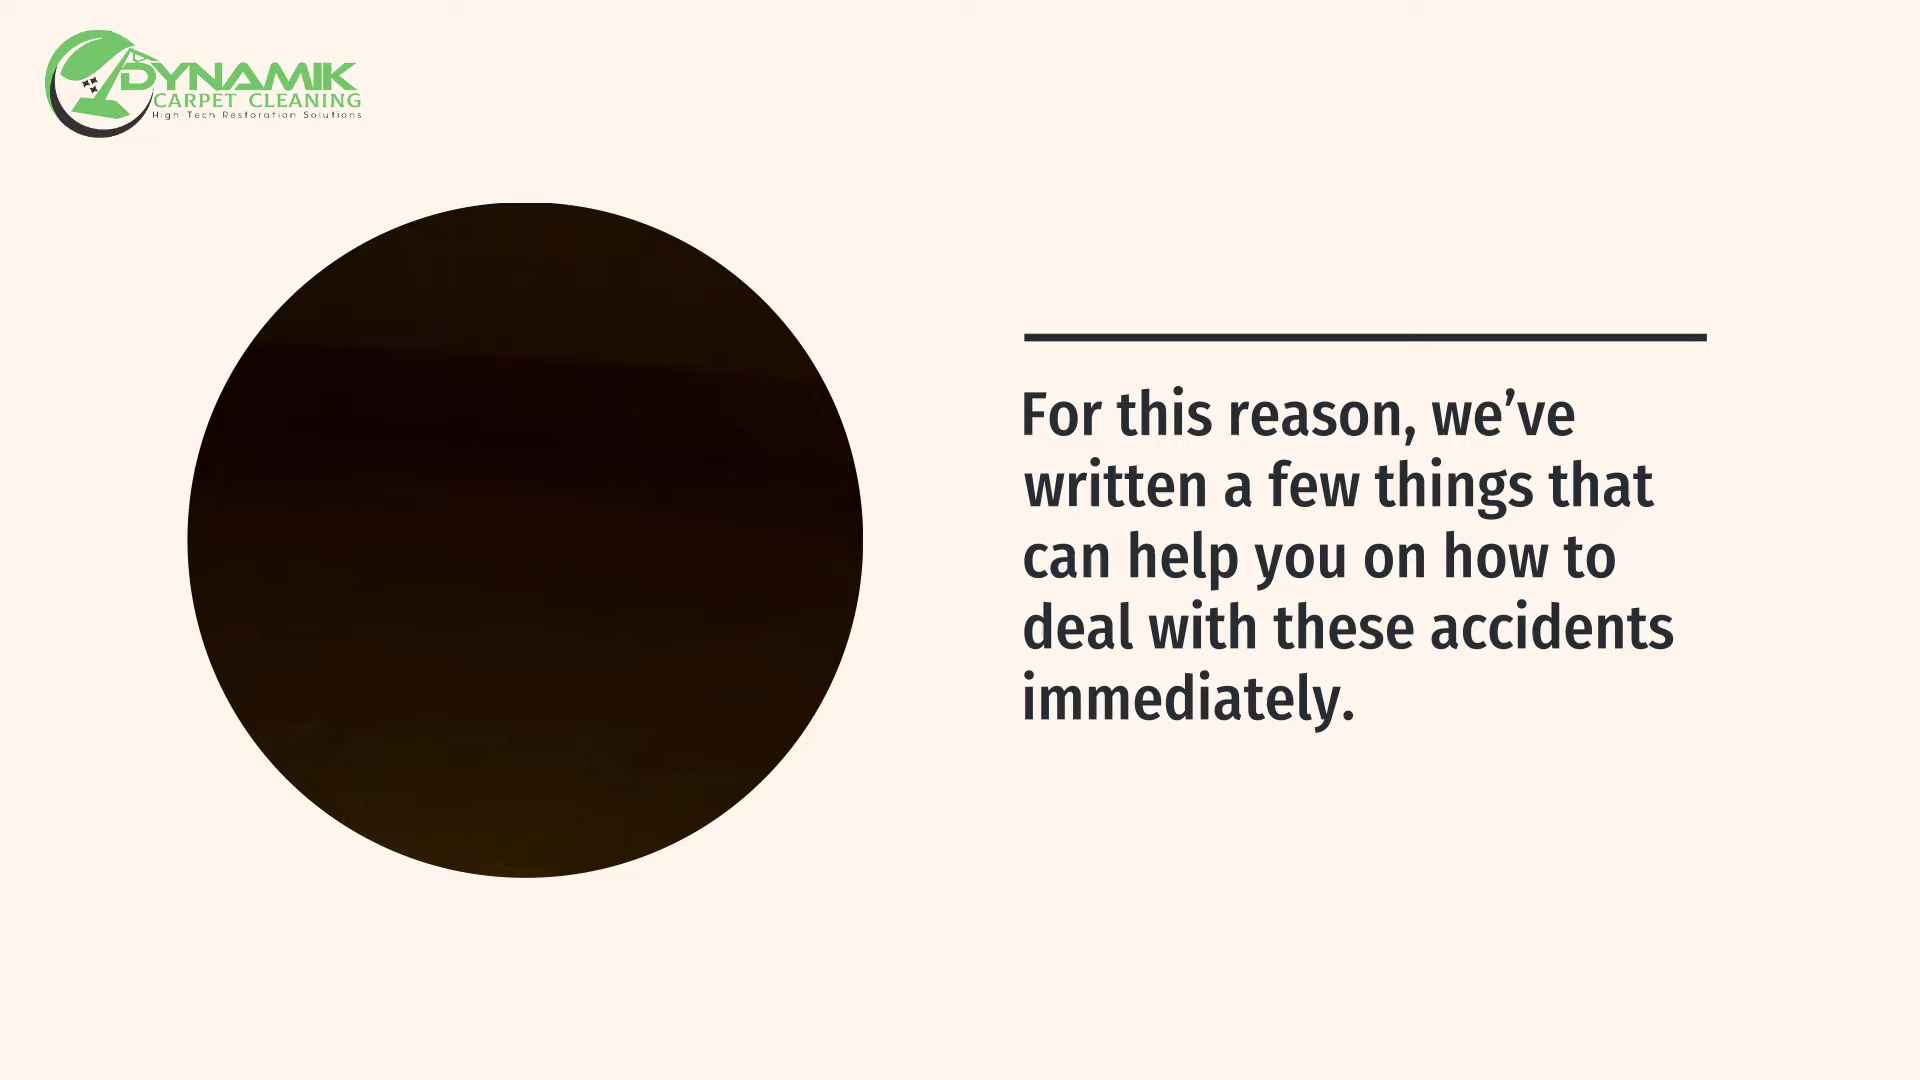 DYNAMIK
CARPET CLEANING
High Tech Restoration Solutions
For this reason, we’ve
written a few things that
can help you on how to
deal with these accidents
immediately.